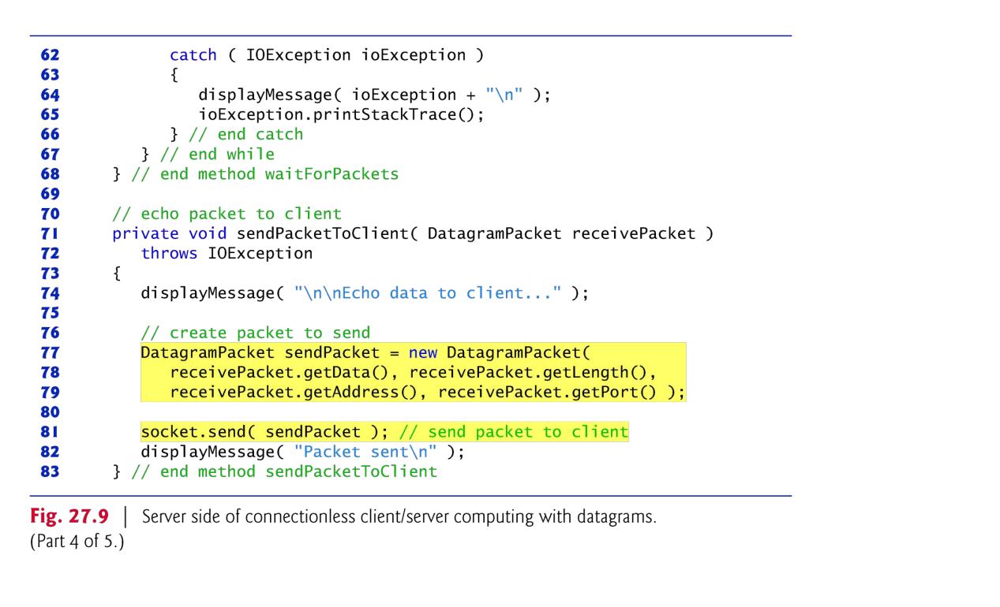 62 catch ( IOException ioException )
63 {
64 displayMessage( ioException + "\n" );
65 ioException.printStackTrace();
66 } // end catch
67 } // end while
68 } // end method waitForPackets
69
70 // echo packet to client
71 private void sendPacketToClient( DatagramPacket receivePacket )
72 throws IOException
73 {
74 displayMessage( "\n\nEcho data to client..." );
75
76 // create packet to send
77 DatagramPacket sendPacket = new DatagramPacket(
78 receivePacket.getData(), receivePacket.getLength(),
79 receivePacket.getAddress(), receivePacket.getPort() );
80
81 socket.send( sendPacket ); // send packet to client
82 displayMessage( "Packet sent\n" );
83 } // end method sendPacketToClient
Fig. 27.9 | Server side of connectionless client/server computing with datagrams.
(Part 4 of 5.)